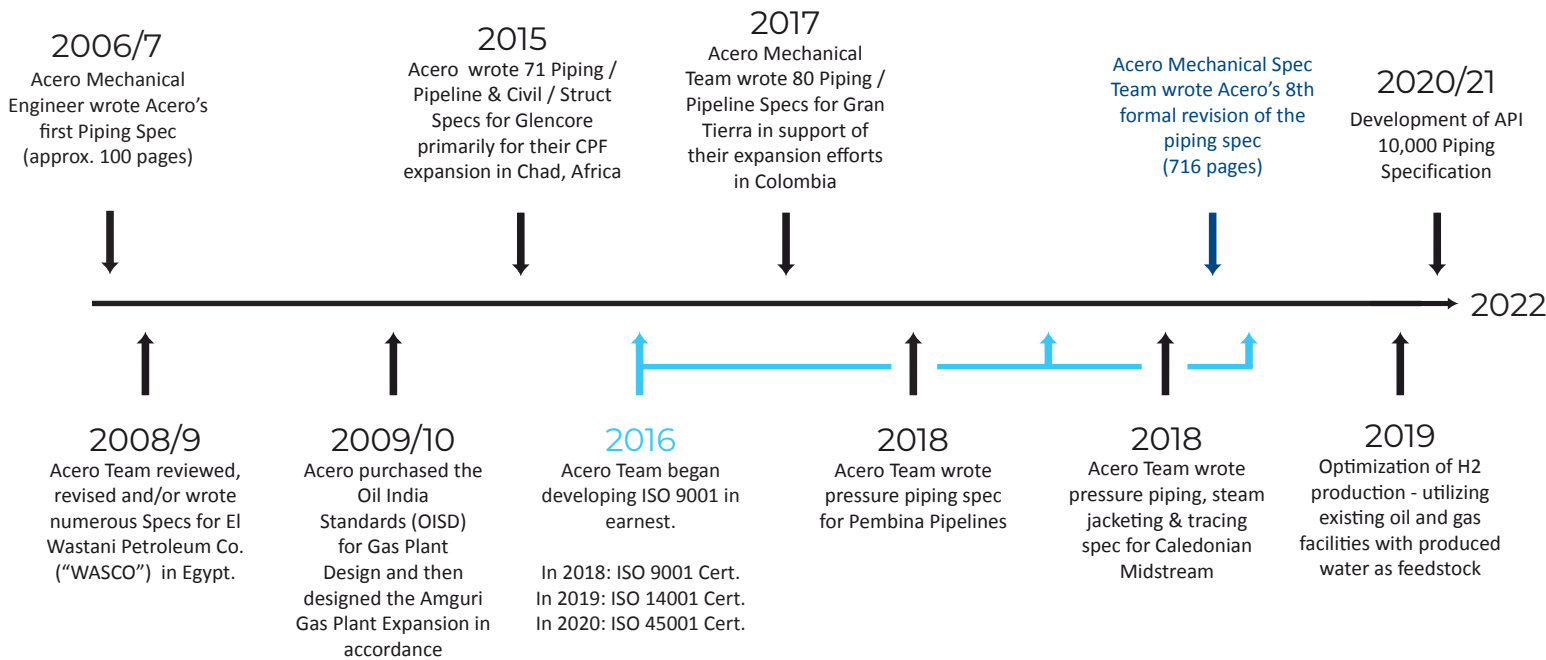 2006/7
Acero Mechanical
Engineer wrote Acero’s
first Piping Spec
(approx. 100 pages)
2015
Acero wrote 71 Piping /
Pipeline & Civil / Struct
Specs for Glencore
primarily for their CPF
expansion in Chad, Africa
2017
Acero Mechanical
Team wrote 80 Piping /
Pipeline Specs for Gran
Tierra in support of
their expansion efforts
in Colombia
Acero Mechanical Spec
Team wrote Acero’s 8th
formal revision of the
piping spec
(716 pages)
2020/21
Development of API
10,000 Piping
Specification
2022
2008/9
Acero Team reviewed,
revised and/or wrote
numerous Specs for El
Wastani Petroleum Co.
(“WASCO”) in Egypt.
2009/10
Acero purchased the
Oil India
Standards (OISD)
for Gas Plant
Design and then
designed the Amguri
Gas Plant Expansion in
accordance
2016
Acero Team began
developing ISO 9001 in
earnest.
In 2018: ISO 9001 Cert.
In 2019: ISO 14001 Cert.
In 2020: ISO 45001 Cert.
2018
Acero Team wrote
pressure piping spec
for Pembina Pipelines
2018
Acero Team wrote
pressure piping, steam
jacketing & tracing
spec for Caledonian
Midstream
2019
Optimization of H2
production - utilizing
existing oil and gas
facilities with produced
water as feedstock